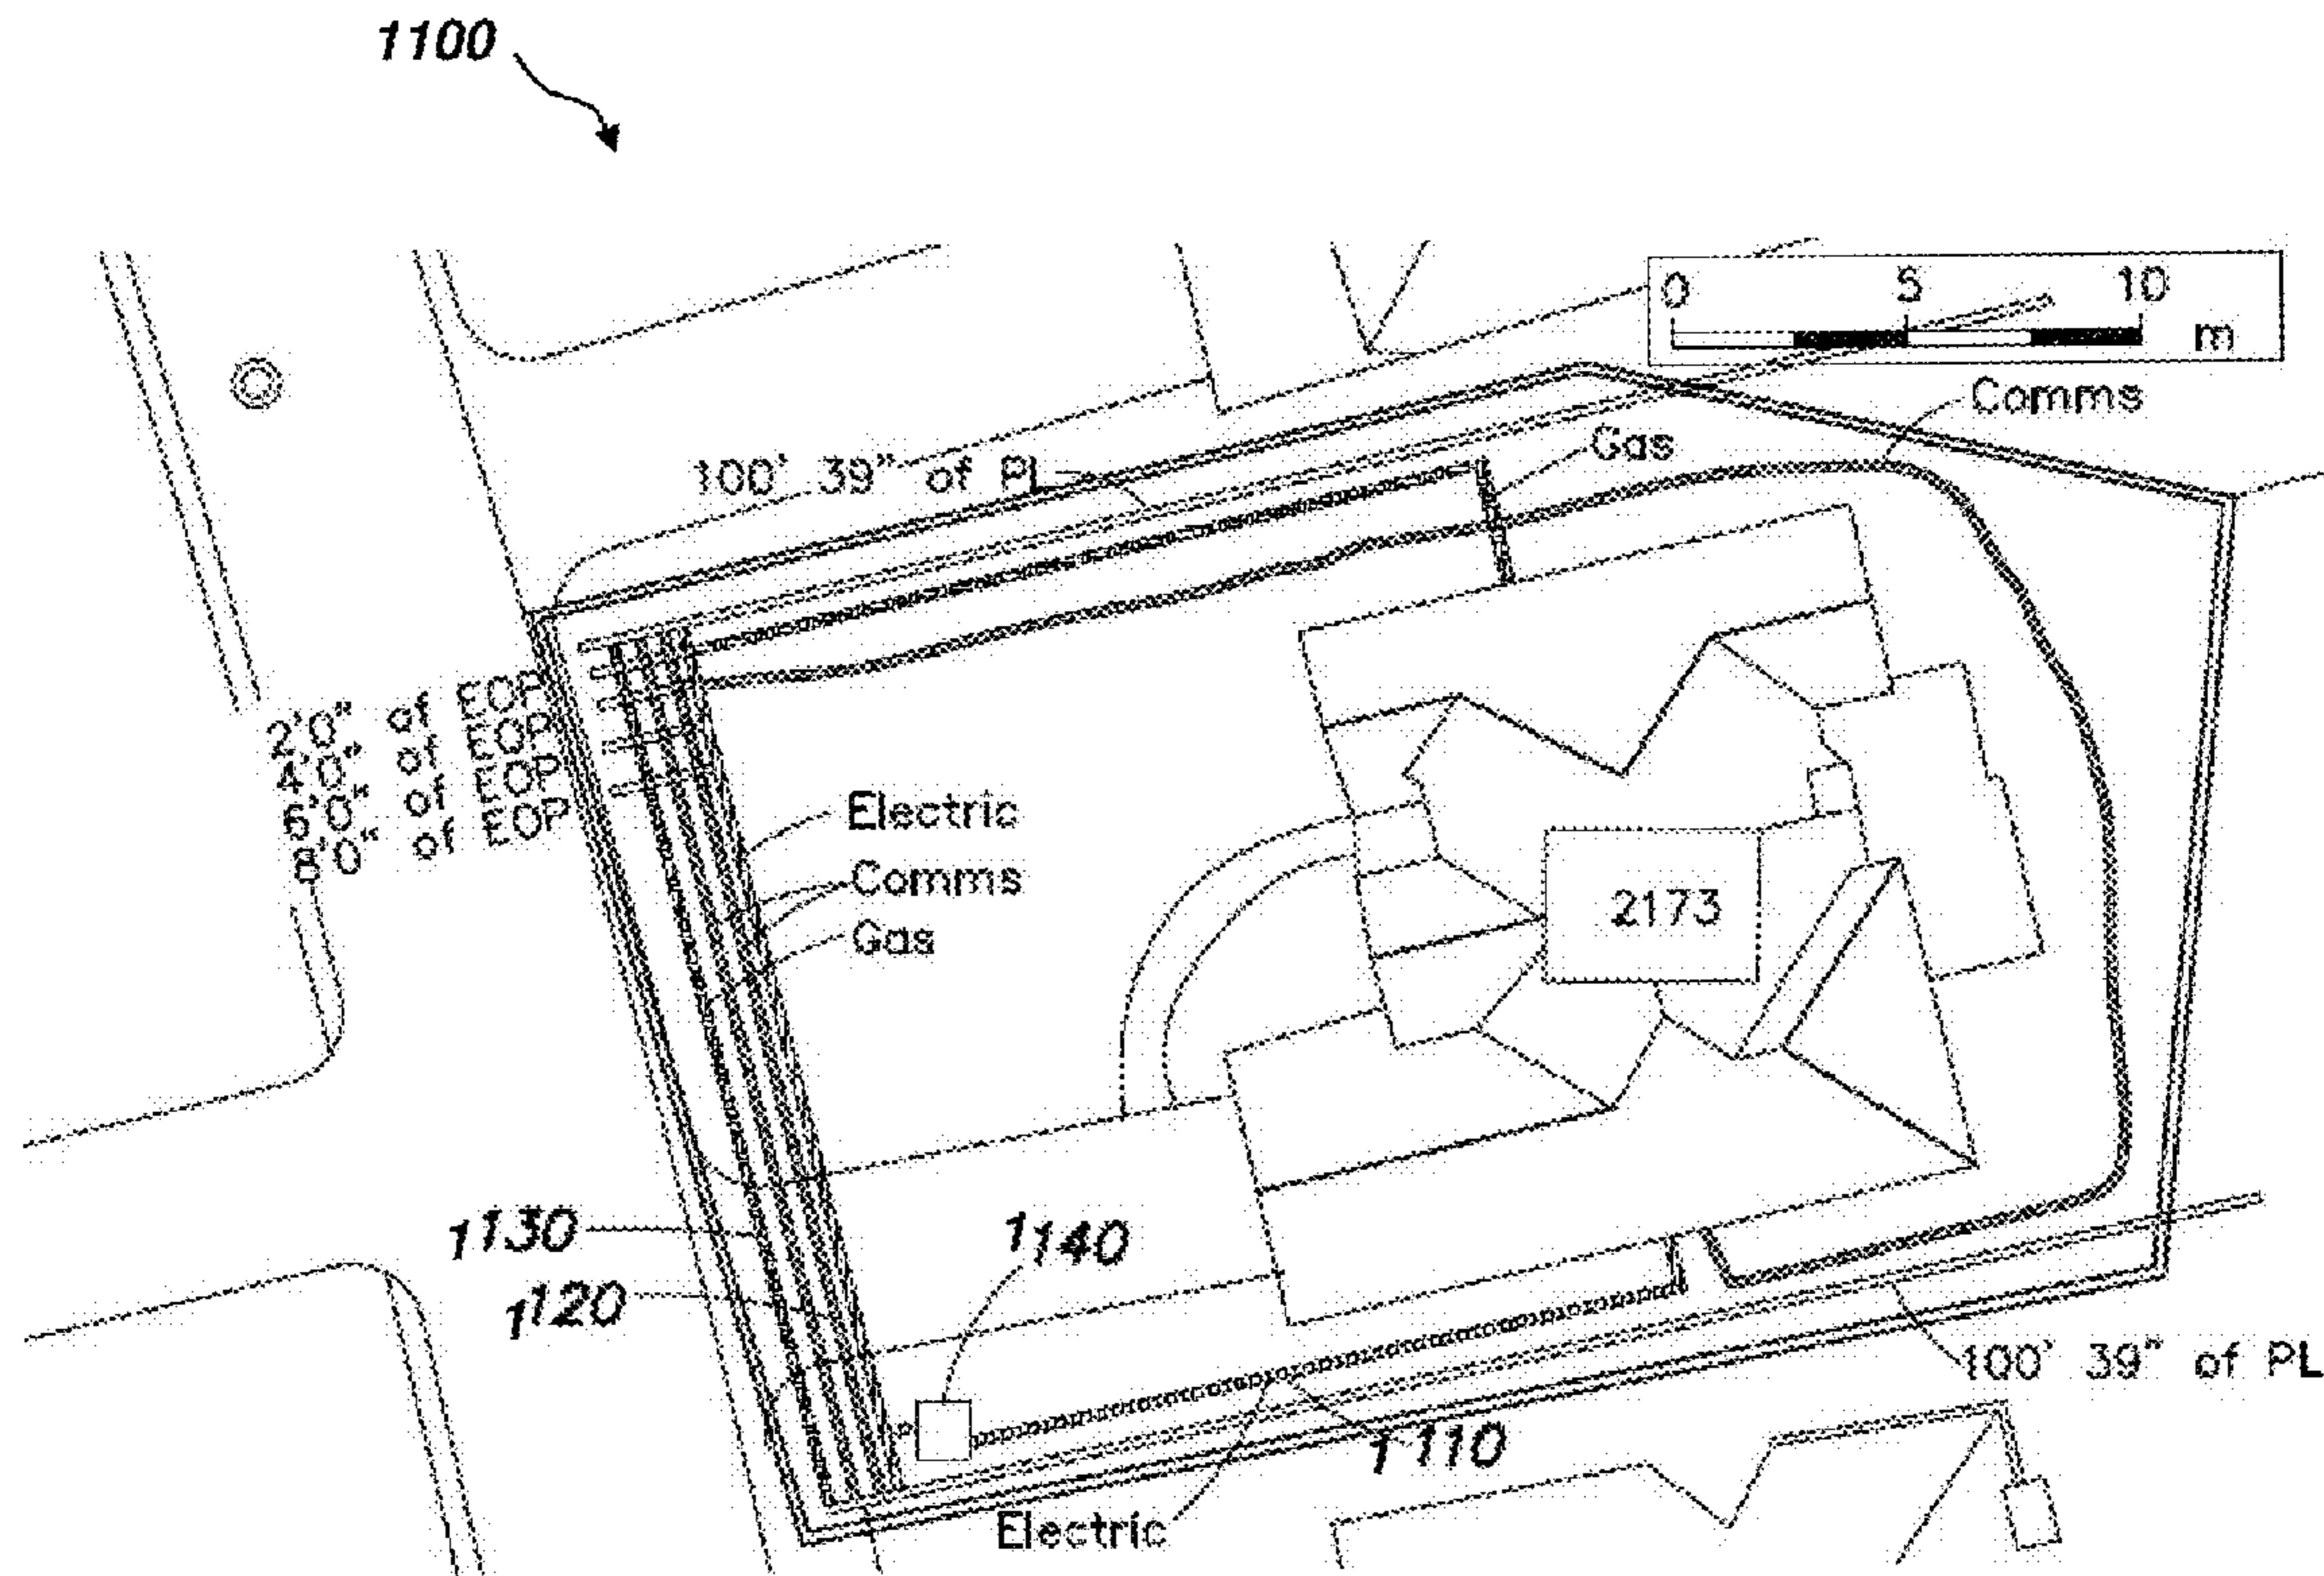 1100
0 5 10
m
Comms
Gas
100' 39" of PL
2'0" of EOP
4'0" of EOP
6'0" of EOP
8'0" of EOP
Electric
Comms
Gas
2173
1130
1140
1120
100' 39" of PL
1110
Electric